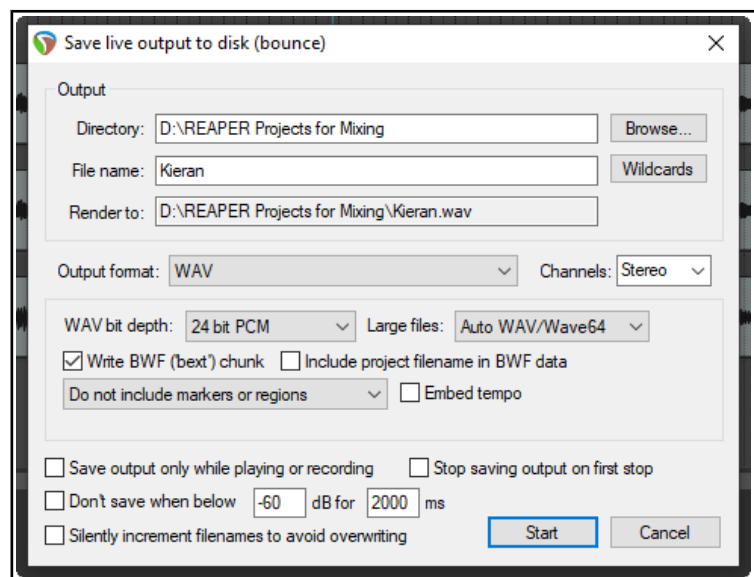 Save live output to disk (bounce)
Output
Directory: D:\REAPER Projects for Mixing Browse...
File name: Kieran Wildcards
Render to: D:\REAPER Projects for Mixing\Kieran.wav
Output format: WAV Channels: Stereo
WAV bit depth: 24 bit PCM Large files: Auto WAV/Wave64
Write BWF ('bext') chunk Include project filename in BWF data
Do not include markers or regions Embed tempo
Save output only while playing or recording Stop saving output on first stop
Don't save when below -60 dB for 2000 ms
Silently increment filenames to avoid overwriting Start Cancel